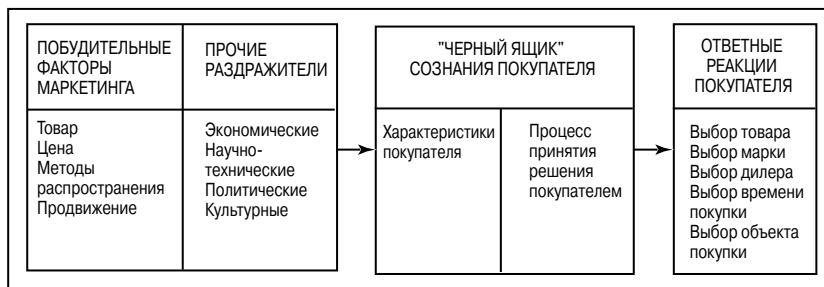 ПОБУДИТЕЛЬНЫЕ
ФАКТОРЫ
МАРКЕТИНГА
ПРОЧИЕ
РАЗДРАЖИТЕЛИ
"ЧЕРНЫЙ ЯЩИК"
СОЗНАНИЯ ПОКУПАТЕЛЯ
ОТВЕТНЫЕ
РЕАКЦИИ
ПОКУПАТЕЛЯ
Товар
Цена
Методы
распространения
Продвижение
Экономические
Научно-
технические
Политические
Культурные
Характеристики
покупателя
Процесс
принятия
решения
покупателем
Выбор товара
Выбор марки
Выбор дилера
Выбор времени
покупки
Выбор объекта
покупки